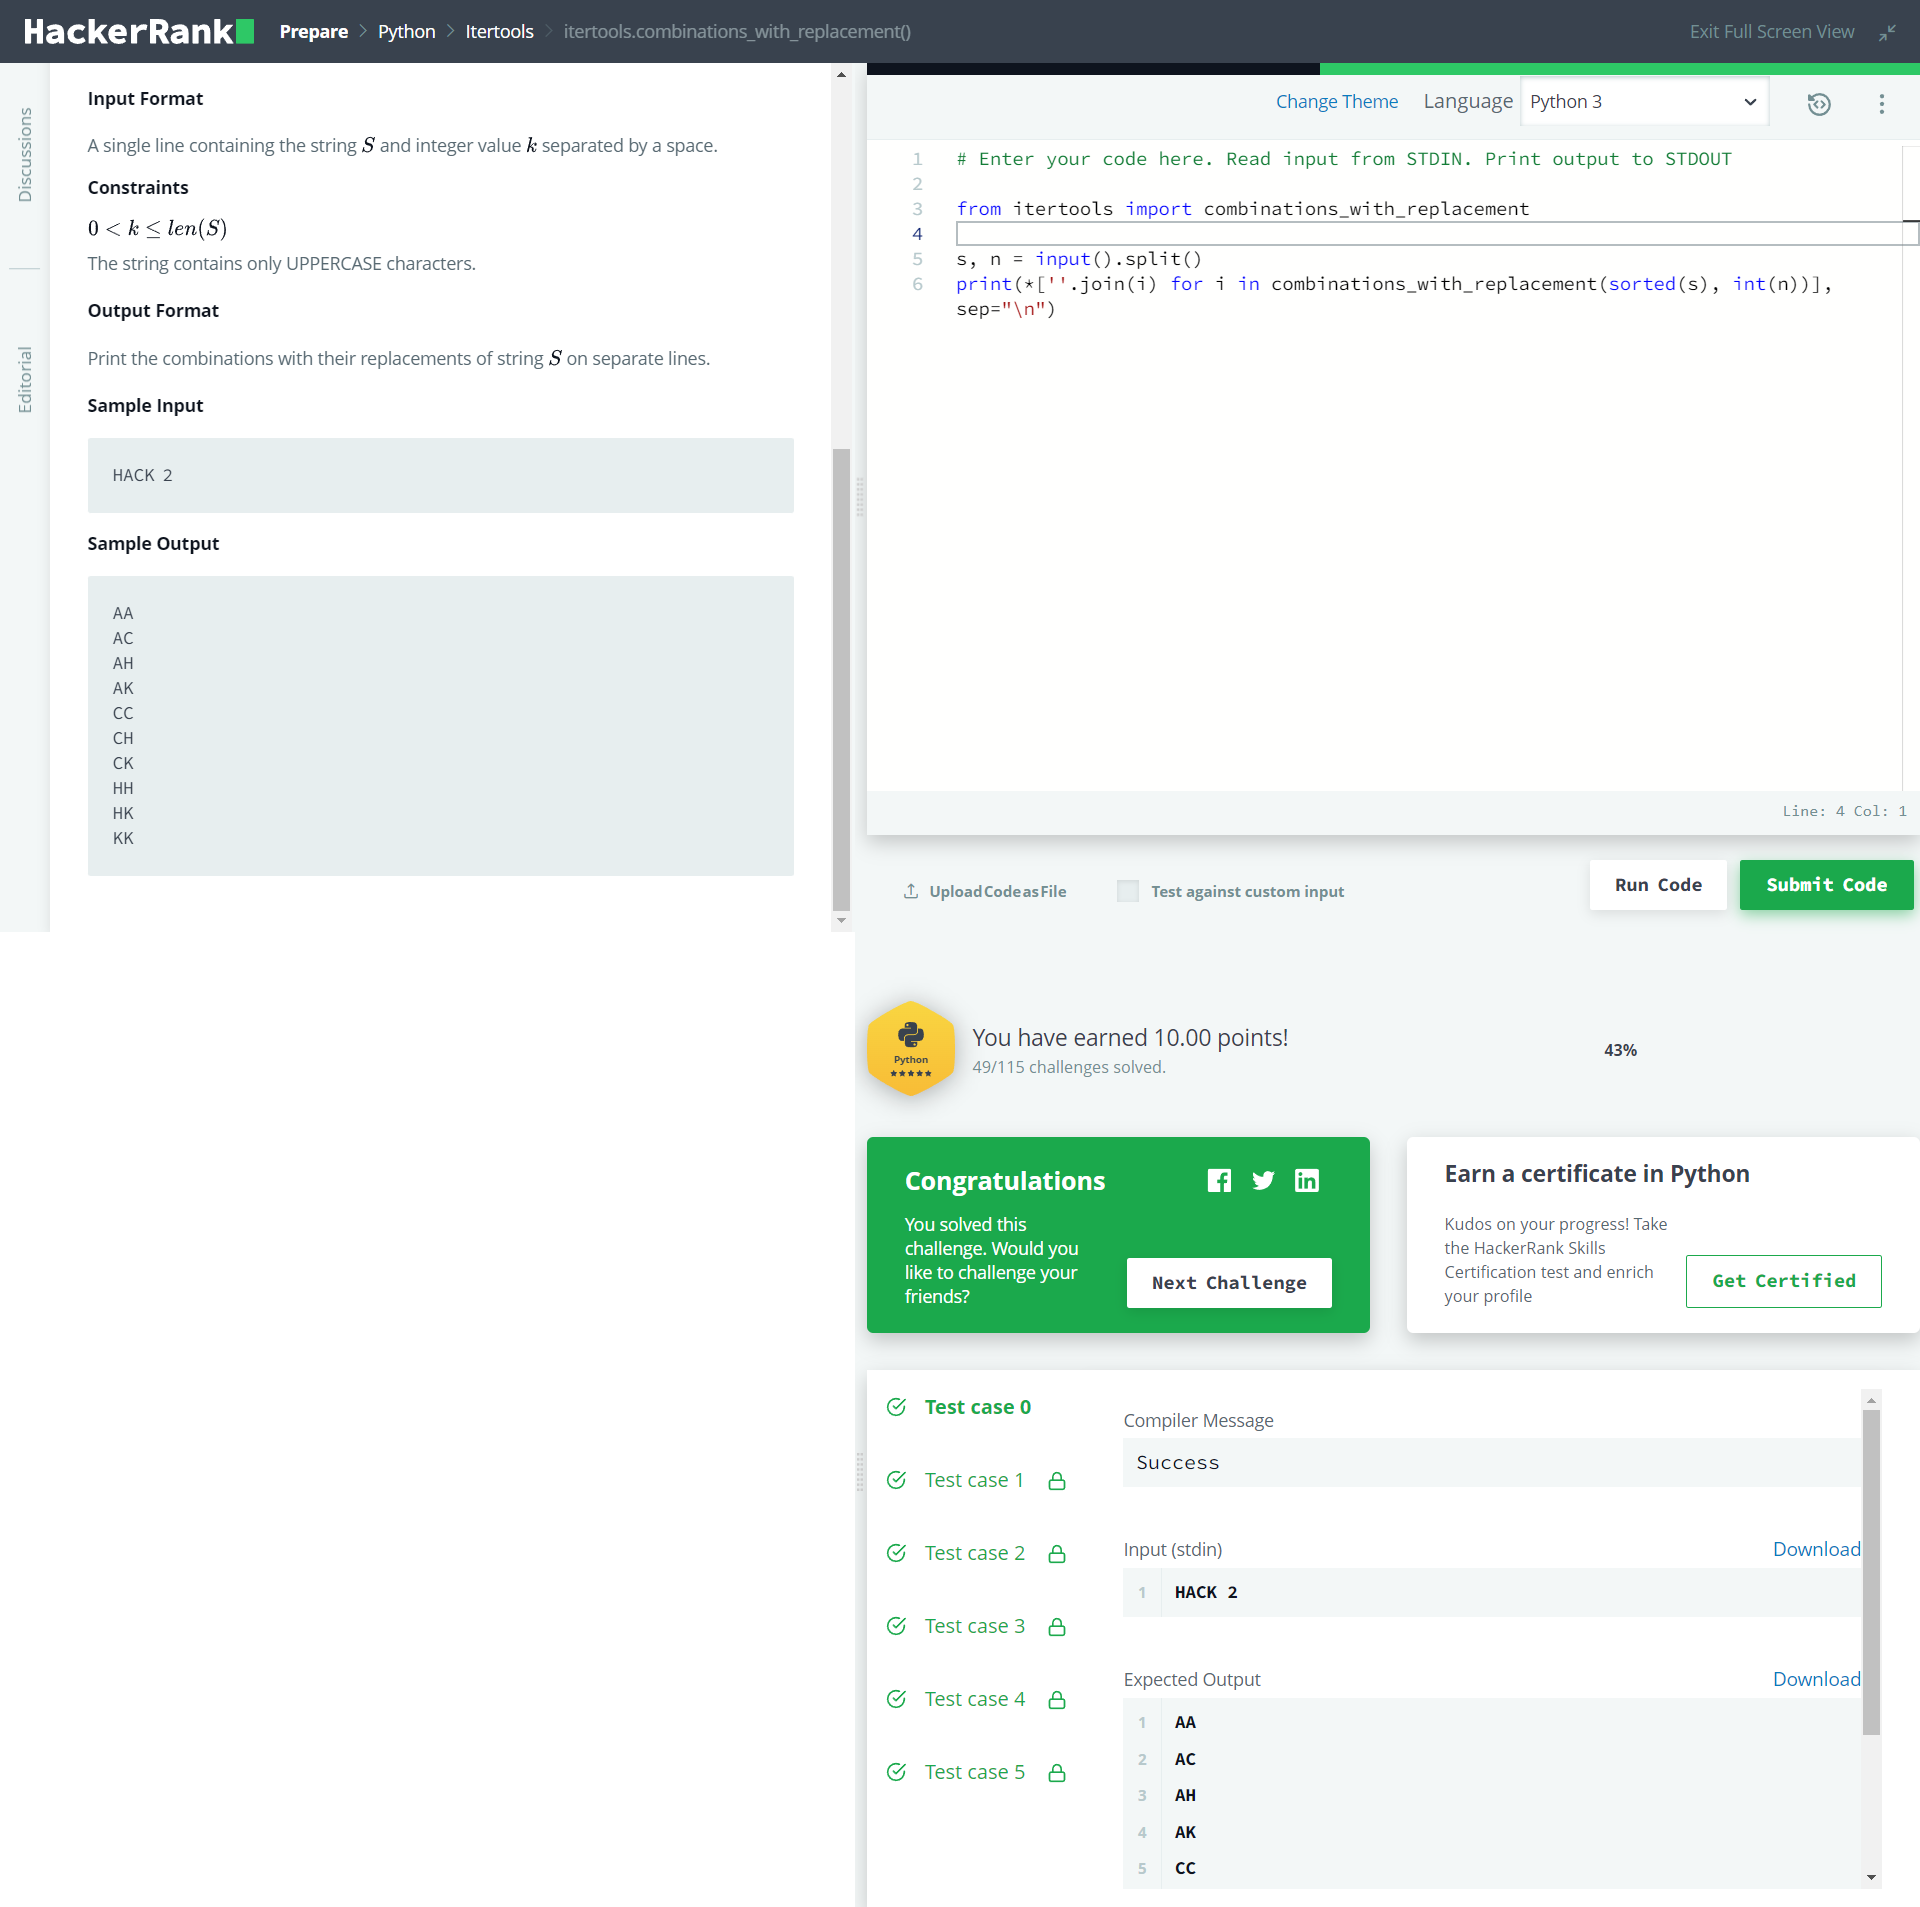 HackerRank Prepare > Python > Itertools > itertools.combinations_with_replacement() Exit Full Screen View
Discussions
Editorial
Input Format
A single line containing the string S and integer value k separated by a space.
Constraints
0 < k ≤ len(S)
The string contains only UPPERCASE characters.
Output Format
Print the combinations with their replacements of string S on separate lines.
Sample Input
HACK 2
Sample Output
AA
AC
AH
AK
CC
CH
CK
HH
HK
KK
Change Theme Language Python 3
1 # Enter your code here. Read input from STDIN. Print output to STDOUT
2
3 from itertools import combinations_with_replacement
4
5 s, n = input().split()
6 print(*[''.join(i) for i in combinations_with_replacement(sorted(s), int(n))],
sep="\n")
Line: 4 Col: 1
Upload Code as File Test against custom input Run Code Submit Code
Python
You have earned 10.00 points!
49/115 challenges solved.
43%
Congratulations
You solved this
challenge. Would you
like to challenge your
friends?
Next Challenge
Earn a certificate in Python
Kudos on your progress! Take
the HackerRank Skills
Certification test and enrich
your profile
Get Certified
Test case 0
Test case 1
Test case 2
Test case 3
Test case 4
Test case 5
Compiler Message
Success
Input (stdin) Download
1 HACK 2
Expected Output Download
1 AA
2 AC
3 AH
4 AK
5 CC